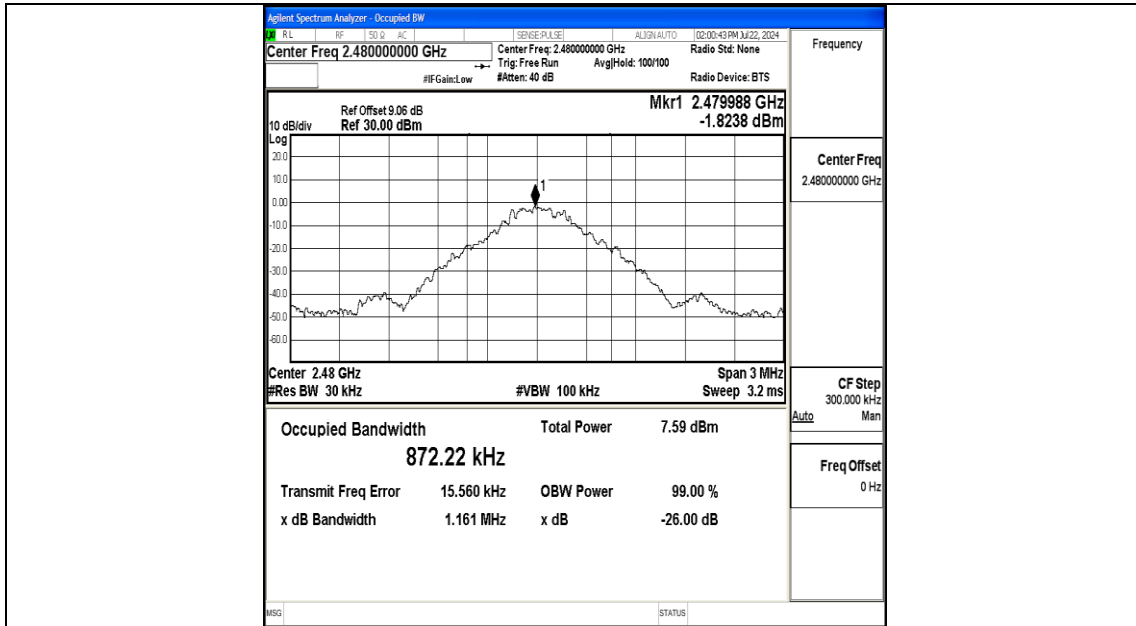 Agilent Spectrum Analyzer - Occupied BW
LXI RL RF 50 Ω AC SENSE:PULSE ALIGN AUTO 02:00:43 PM Jul 22, 2024
Center Freq 2.480000000 GHz
Center Freq: 2.480000000 GHz Radio Std: None
Trig: Free Run Avg|Hold: 100/100
#IFGain:Low #Atten: 40 dB Radio Device: BTS
Frequency
Mkr1 2.479988 GHz
-1.8238 dBm
Ref Offset 9.06 dB
10 dB/div Ref 30.00 dBm
Log
20.0
10.0
0.00
-10.0
-20.0
-30.0
-40.0
-50.0
-60.0
1
Center Freq
2.480000000 GHz
Center 2.48 GHz Span 3 MHz
#Res BW 30 kHz #VBW 100 kHz Sweep 3.2 ms
CF Step
300.000 kHz
Auto Man
Occupied Bandwidth Total Power 7.59 dBm
872.22 kHz
Transmit Freq Error 15.560 kHz OBW Power 99.00 %
x dB Bandwidth 1.161 MHz x dB -26.00 dB
Freq Offset
0 Hz
MSG STATUS